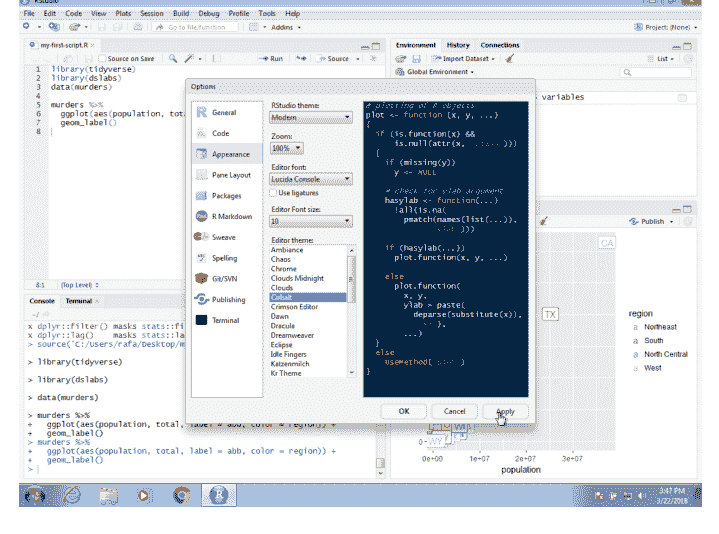 RStudio
File Edit Code View Plots Session Build Debug Profile Tools Help
Go to file/function
Addins
Project: (None)
my-first-script.R
Source on Save
Run
Source
1 library(tidyverse)
2 library(dslabs)
3 data(murders)
4
5 murders %>%
6 ggplot(aes(population, tot
7 geom_label()
8
8:1 (Top Level)
Environment History Connections
Import Dataset
List
Global Environment
variables
Options
General
Code
Appearance
Pane Layout
Packages
R Markdown
Sweave
Spelling
Git/SVN
Publishing
Terminal
RStudio theme:
Modern
Zoom:
100%
Editor font:
Lucida Console
Use ligatures
Editor Font size:
10
Editor theme:
Ambiance
Chaos
Chrome
Clouds Midnight
Clouds
Cobalt
Crimson Editor
Dawn
Dracula
Dreamweaver
Eclipse
Idle Fingers
Katzenmilch
Kr Theme
# plotting of R objects
plot <- function (x, y, ...)
{
if (is.function(x) &&
is.null(attr(x, )))
{
if (missing(y))
y <- NULL
# check for ylab argument
hasylab <- function(...)
!all(is.na(
pmatch(names(list(...)),
)))
if (hasylab(...))
plot.function(x, y, ...)
else
plot.function(
x, y,
ylab = paste(
deparse(substitute(x)),
),
...)
}
else
UseMethod( )
}
OK Cancel Apply
Publish
CA
TX
WY
WI
0
0e+00 1e+07 2e+07 3e+07
population
region
a Northeast
a South
a North Central
a West
Console Terminal
~/
x dplyr::filter() masks stats::fi
x dplyr::lag() masks stats::la
> source('C:/Users/rafa/Desktop/m
> library(tidyverse)
> library(dslabs)
> data(murders)
> murders %>%
+ ggplot(aes(population, total, label = abb, color = region)) +
+ geom_label()
> murders %>%
+ ggplot(aes(population, total, label = abb, color = region)) +
+ geom_label()
>
3:47 PM
3/22/2018